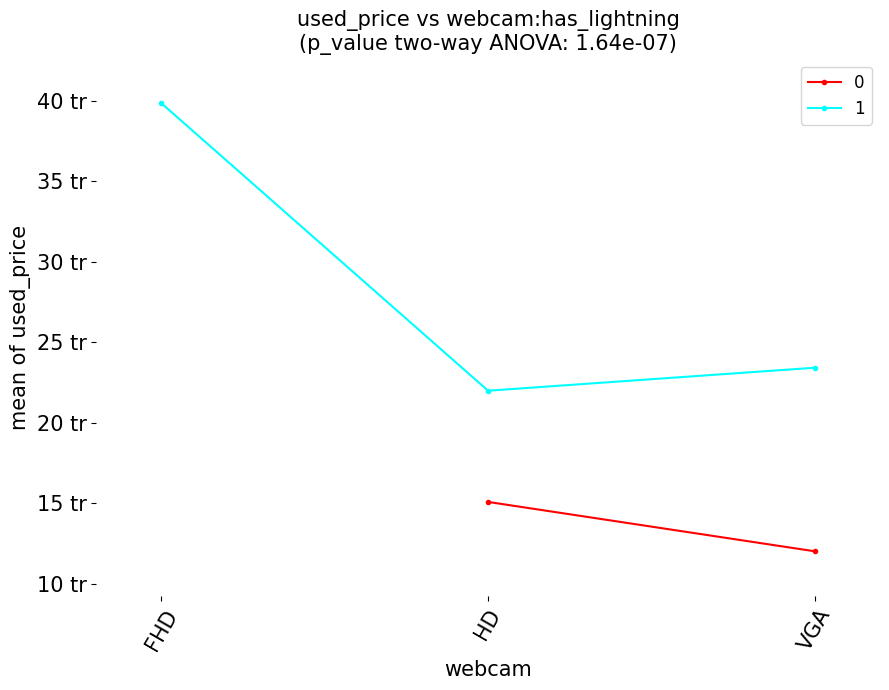 used_price vs webcam:has_lightning
(p_value two-way ANOVA: 1.64e-07)
0
1
40 tr
35 tr
30 tr
25 tr
20 tr
15 tr
10 tr
mean of used_price
FHD
HD
VGA
webcam